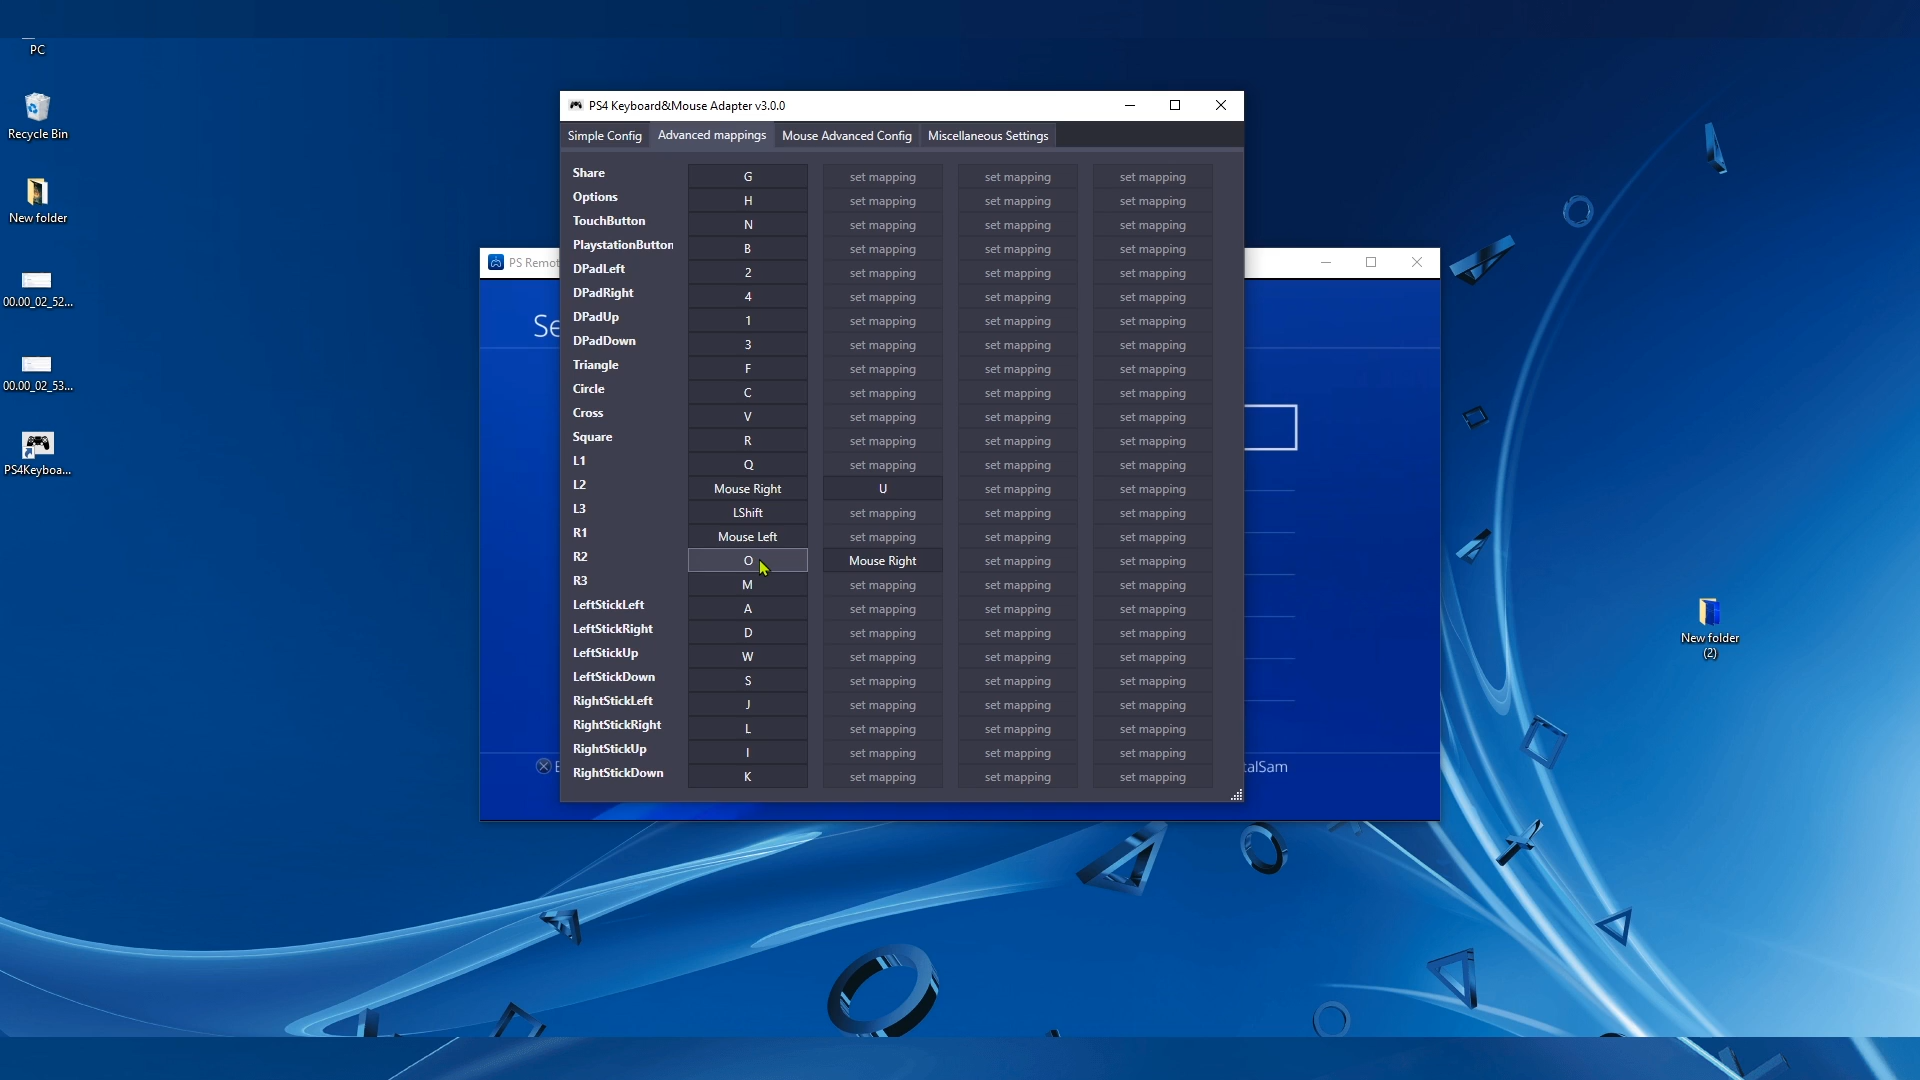 PC
Recycle Bin
New folder
00.00_02_52...
00.00_02_53...
PS4Keyboa...
PS4 Keyboard&Mouse Adapter v3.0.0
Simple Config Advanced mappings Mouse Advanced Config Miscellaneous Settings
Share G set mapping set mapping set mapping
Options H set mapping set mapping set mapping
TouchButton N set mapping set mapping set mapping
PlaystationButton B set mapping set mapping set mapping
DPadLeft 2 set mapping set mapping set mapping
DPadRight 4 set mapping set mapping set mapping
DPadUp 1 set mapping set mapping set mapping
DPadDown 3 set mapping set mapping set mapping
Triangle F set mapping set mapping set mapping
Circle C set mapping set mapping set mapping
Cross V set mapping set mapping set mapping
Square R set mapping set mapping set mapping
L1 Q set mapping set mapping set mapping
L2 Mouse Right U set mapping set mapping
L3 LShift set mapping set mapping set mapping
R1 Mouse Left set mapping set mapping set mapping
R2 O Mouse Right set mapping set mapping
R3 M set mapping set mapping set mapping
LeftStickLeft A set mapping set mapping set mapping
LeftStickRight D set mapping set mapping set mapping
LeftStickUp W set mapping set mapping set mapping
LeftStickDown S set mapping set mapping set mapping
RightStickLeft J set mapping set mapping set mapping
RightStickRight L set mapping set mapping set mapping
RightStickUp I set mapping set mapping set mapping
RightStickDown K set mapping set mapping set mapping
PS Remot
Se
E
talSam
New folder
(2)